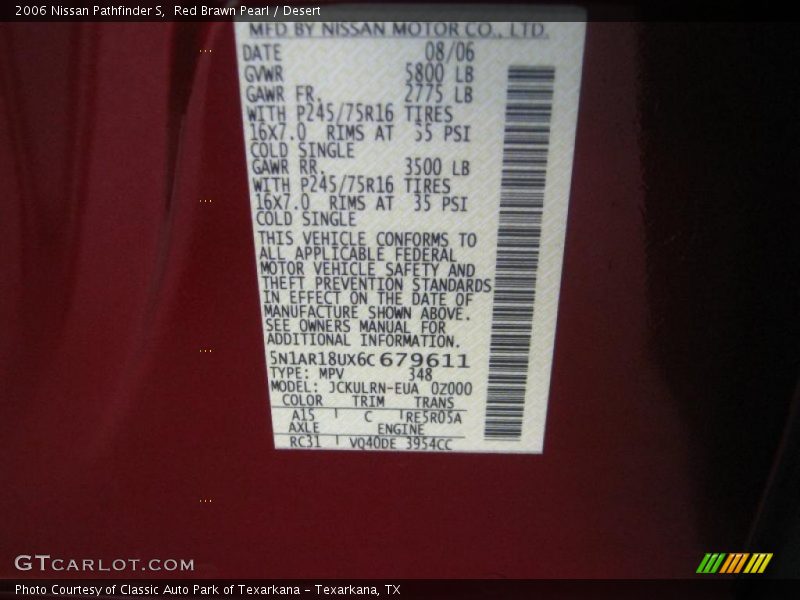 2006 Nissan Pathfinder S,  Red Brawn Pearl / Desert
MFD BY NISSAN MOTOR CO., LTD.
DATE 08/06
GVWR 5800 LB
GAWR FR. 2775 LB
WITH P245/75R16 TIRES
16X7.0 RIMS AT 35 PSI
COLD SINGLE
GAWR RR. 3500 LB
WITH P245/75R16 TIRES
16X7.0 RIMS AT 35 PSI
COLD SINGLE
THIS VEHICLE CONFORMS TO
ALL APPLICABLE FEDERAL
MOTOR VEHICLE SAFETY AND
THEFT PREVENTION STANDARDS
IN EFFECT ON THE DATE OF
MANUFACTURE SHOWN ABOVE.
SEE OWNERS MANUAL FOR
ADDITIONAL INFORMATION.
5N1AR18UX6C679611
TYPE: MPV 348
MODEL: JCKULRN-EUA 0Z000
COLOR TRIM TRANS
A15 C RE5R05A
AXLE ENGINE
RC31 VQ40DE 3954CC
GTCARLOT.COM
Photo Courtesy of Classic Auto Park of Texarkana - Texarkana, TX